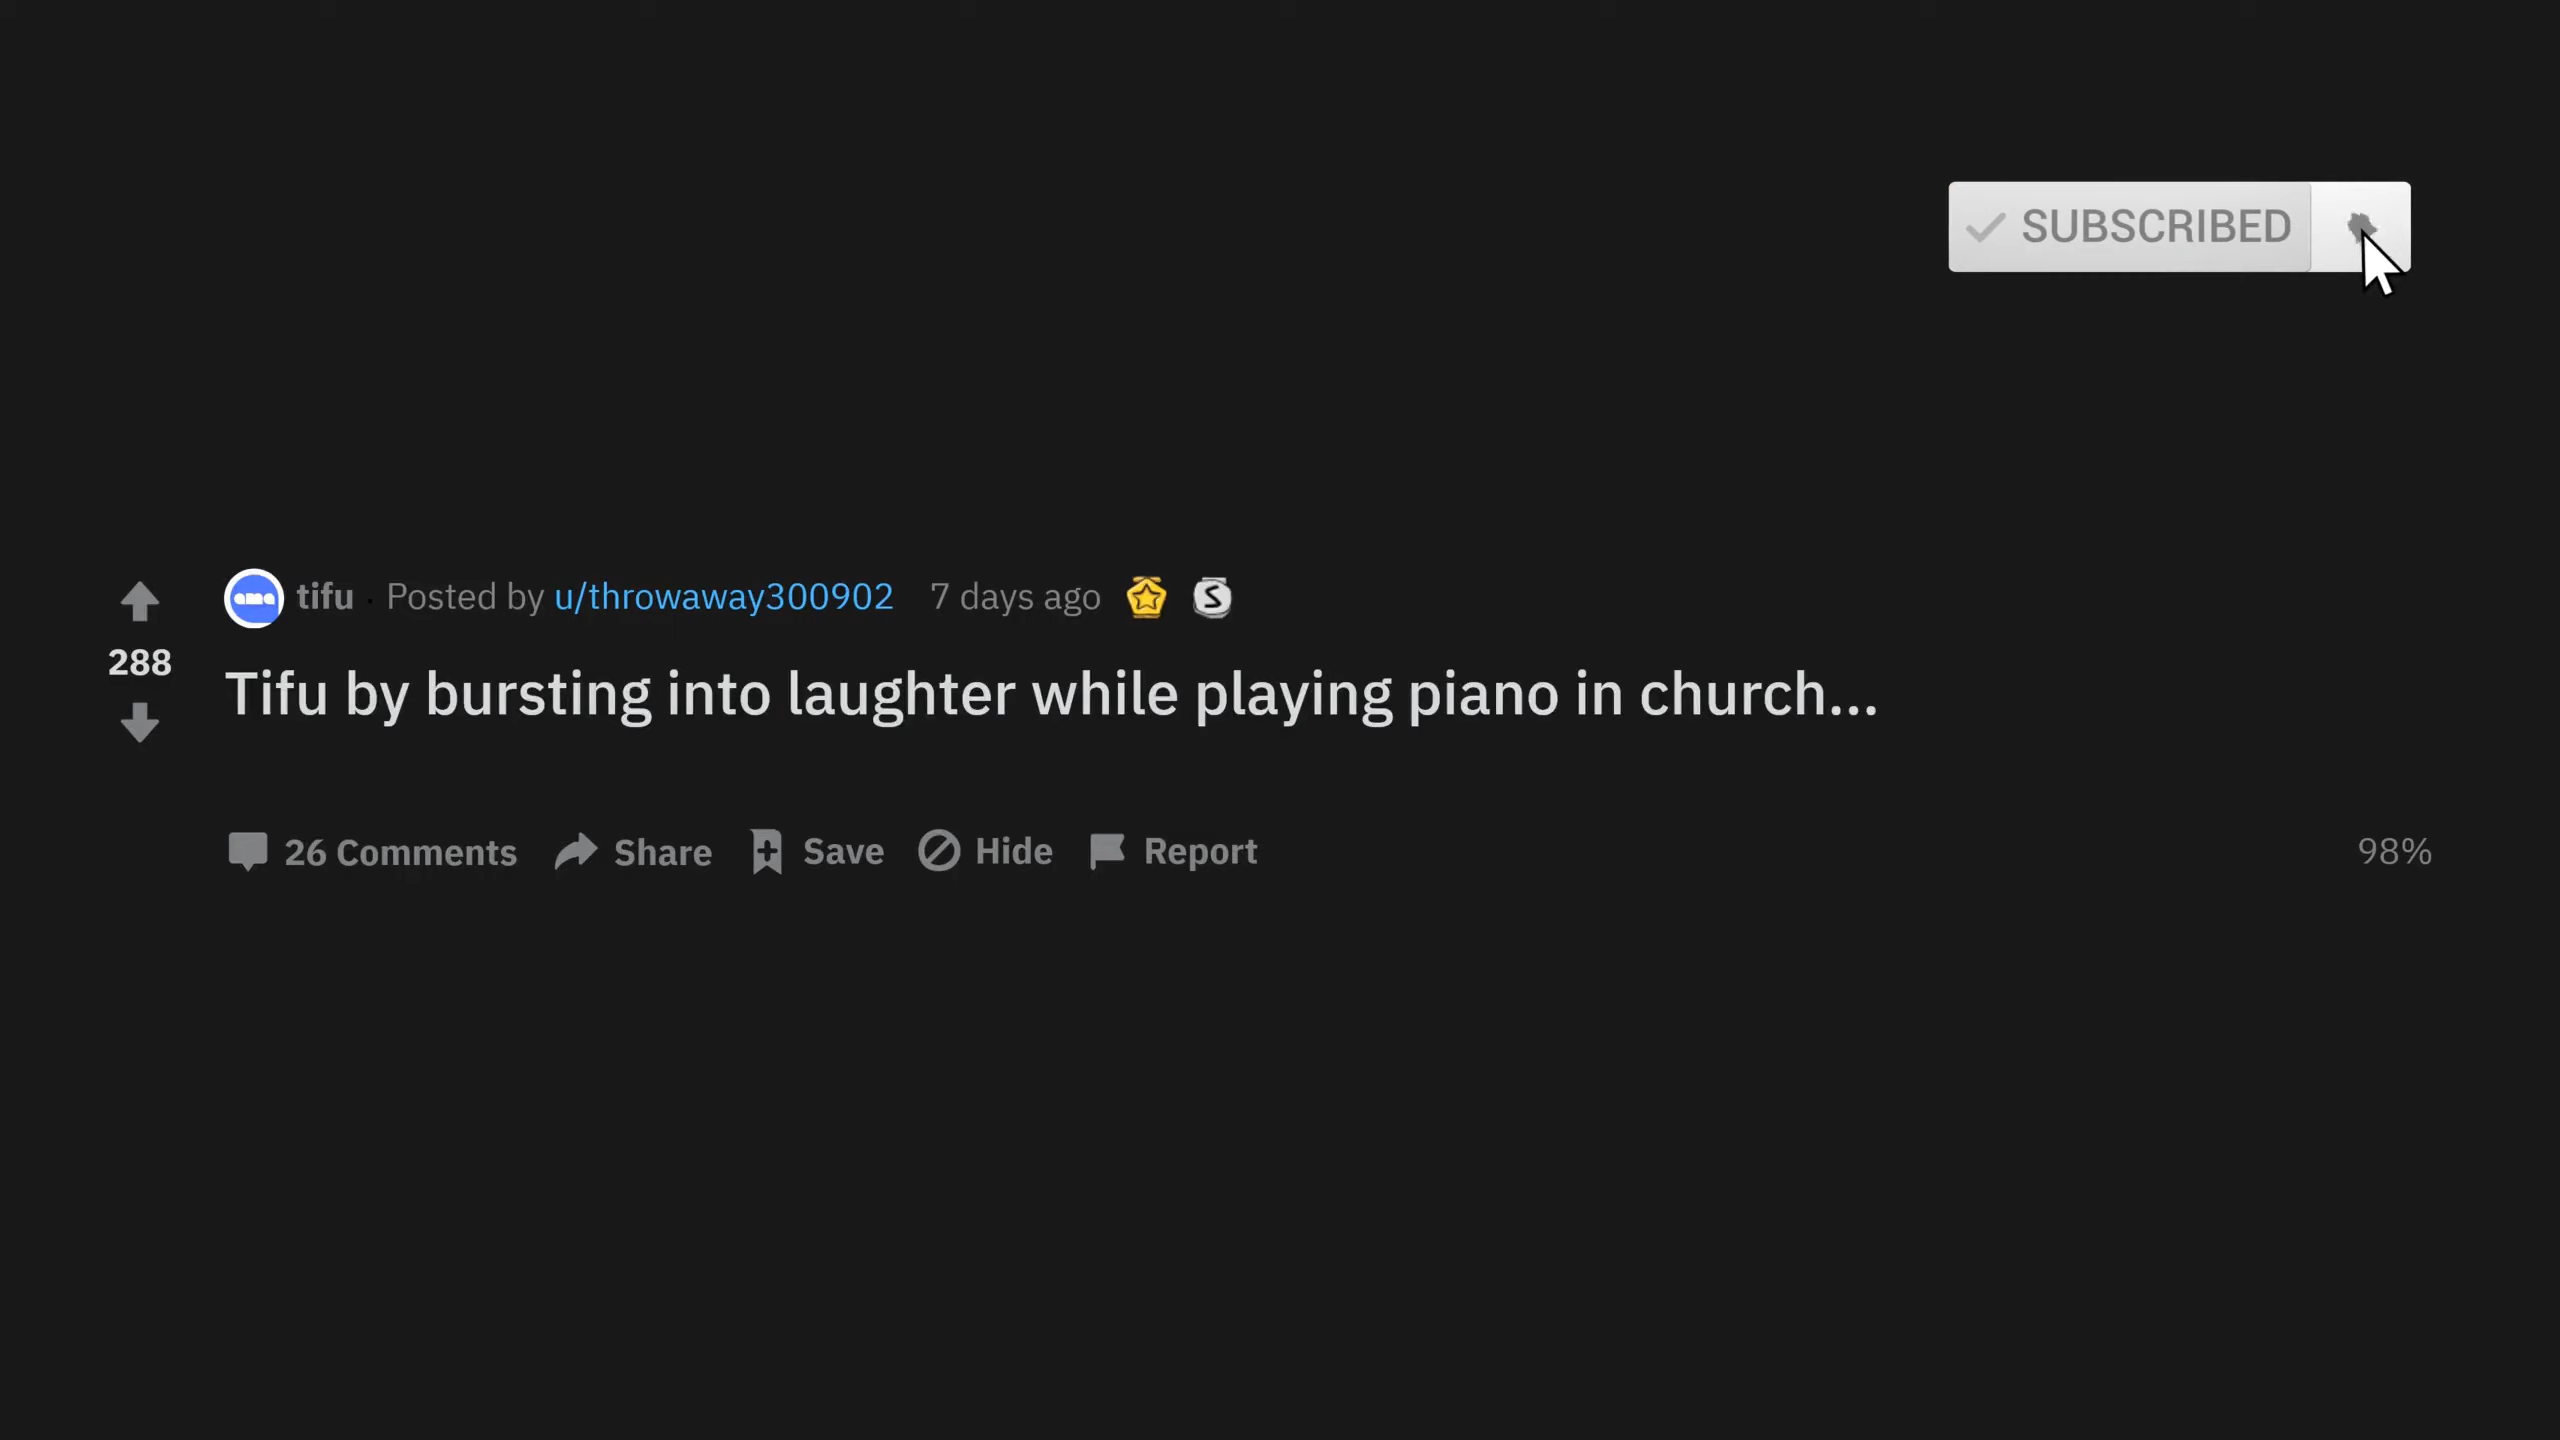 SUBSCRIBED
ama tifu · Posted by u/throwaway300902 7 days ago S
288
Tifu by bursting into laughter while playing piano in church...
26 Comments Share Save Hide Report 98%